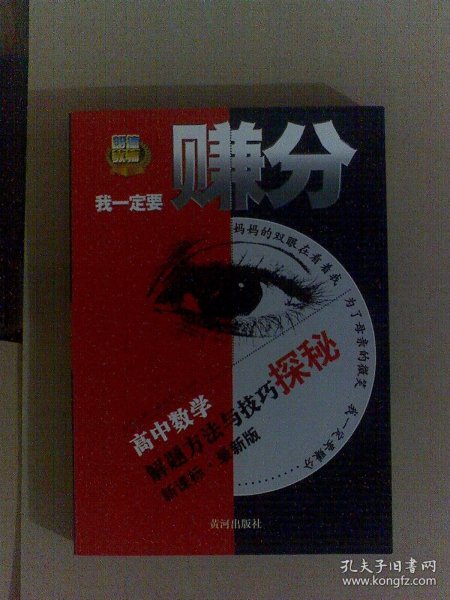 我一定要
赚分
妈妈的双眼在看着我 为了母亲的微笑 我一定要赚分
高中数学
解题方法与技巧探秘
新课标·最新版
黄河出版社
孔夫子旧书网
www.kongfz.com